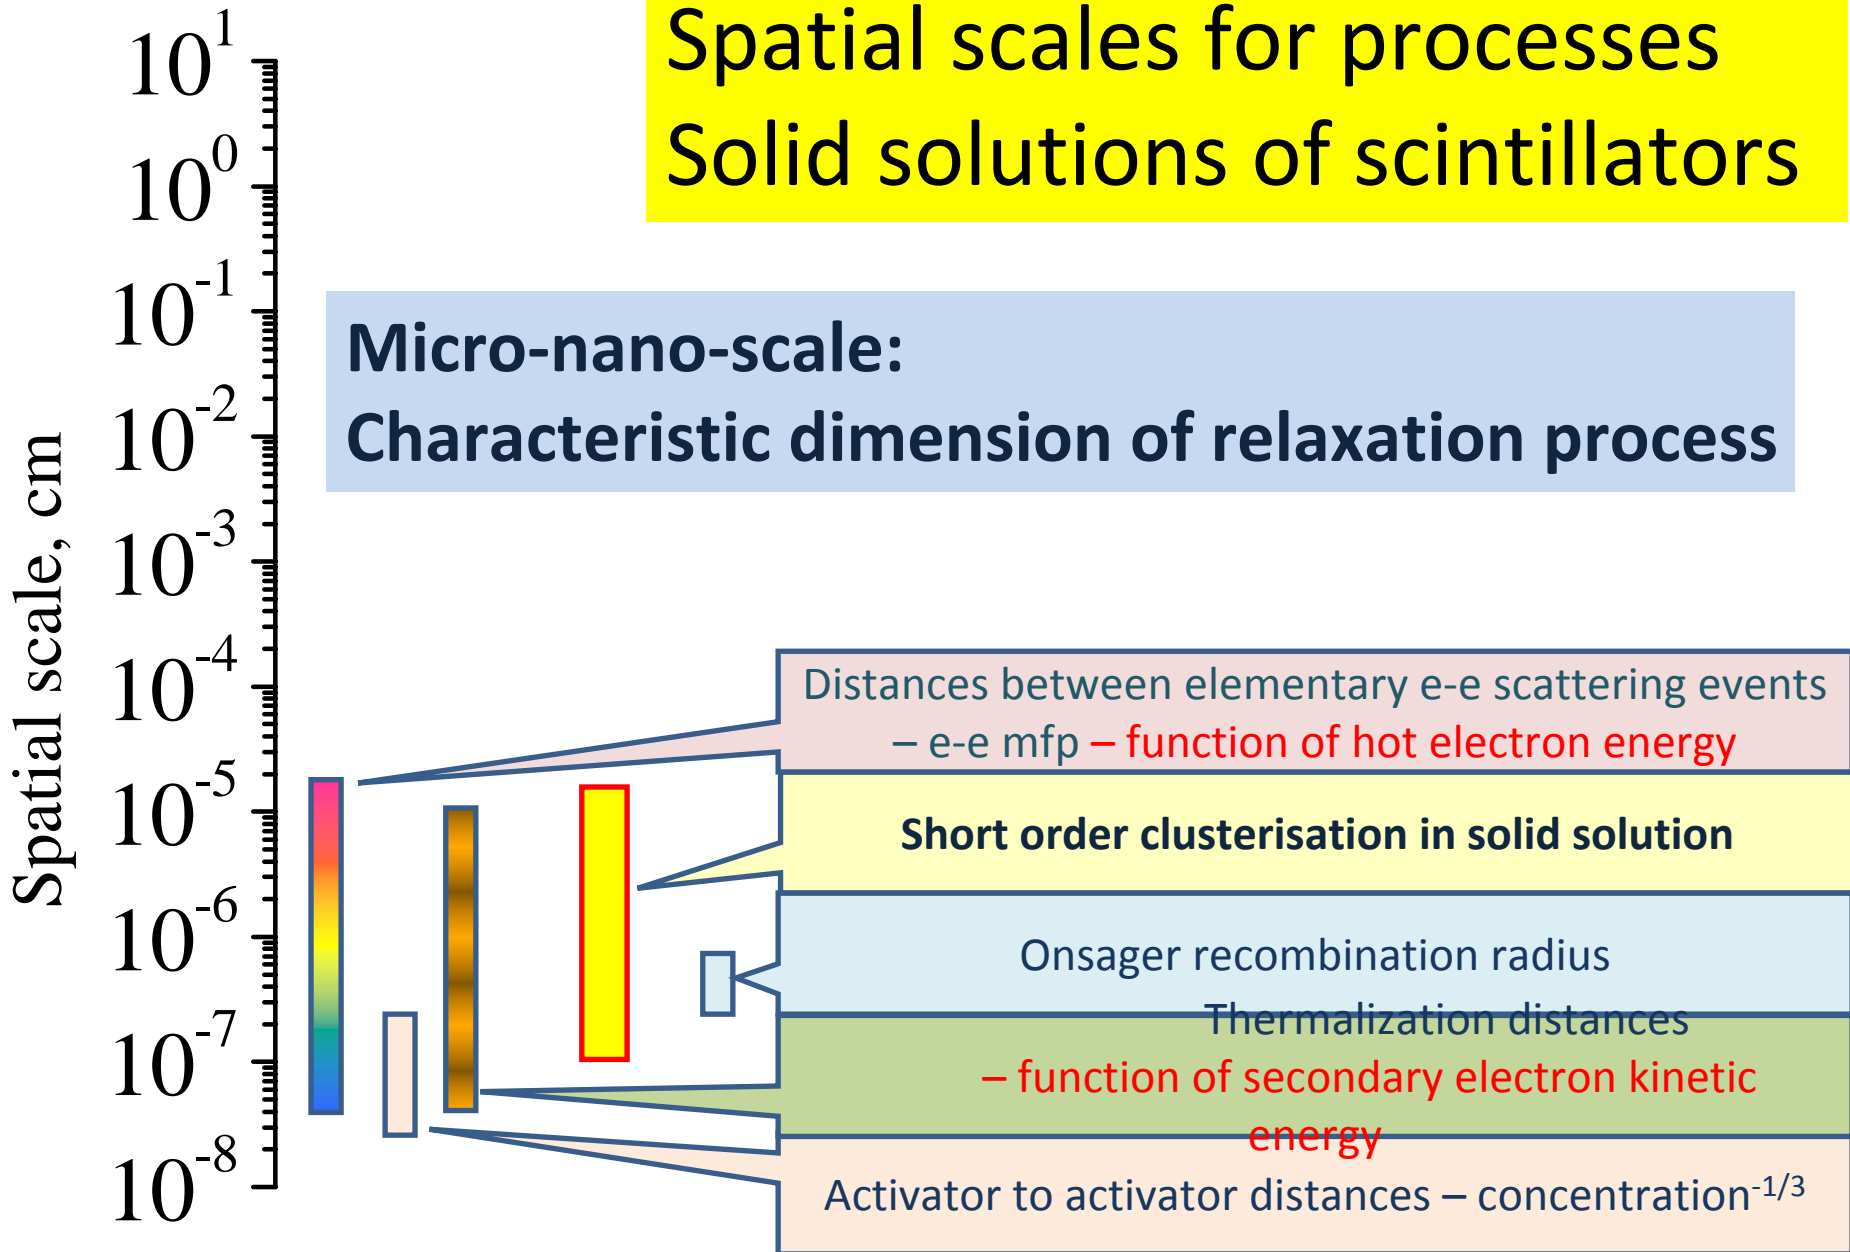 Spatial scales for processes
Solid solutions of scintillators
Micro-nano-scale:
Characteristic dimension of relaxation process
Spatial scale, cm
10^1
10^0
10^-1
10^-2
10^-3
10^-4
10^-5
10^-6
10^-7
10^-8
Distances between elementary e-e scattering events
– e-e mfp – function of hot electron energy
Short order clusterisation in solid solution
Onsager recombination radius
Thermalization distances
– function of secondary electron kinetic
energy
Activator to activator distances – concentration^-1/3